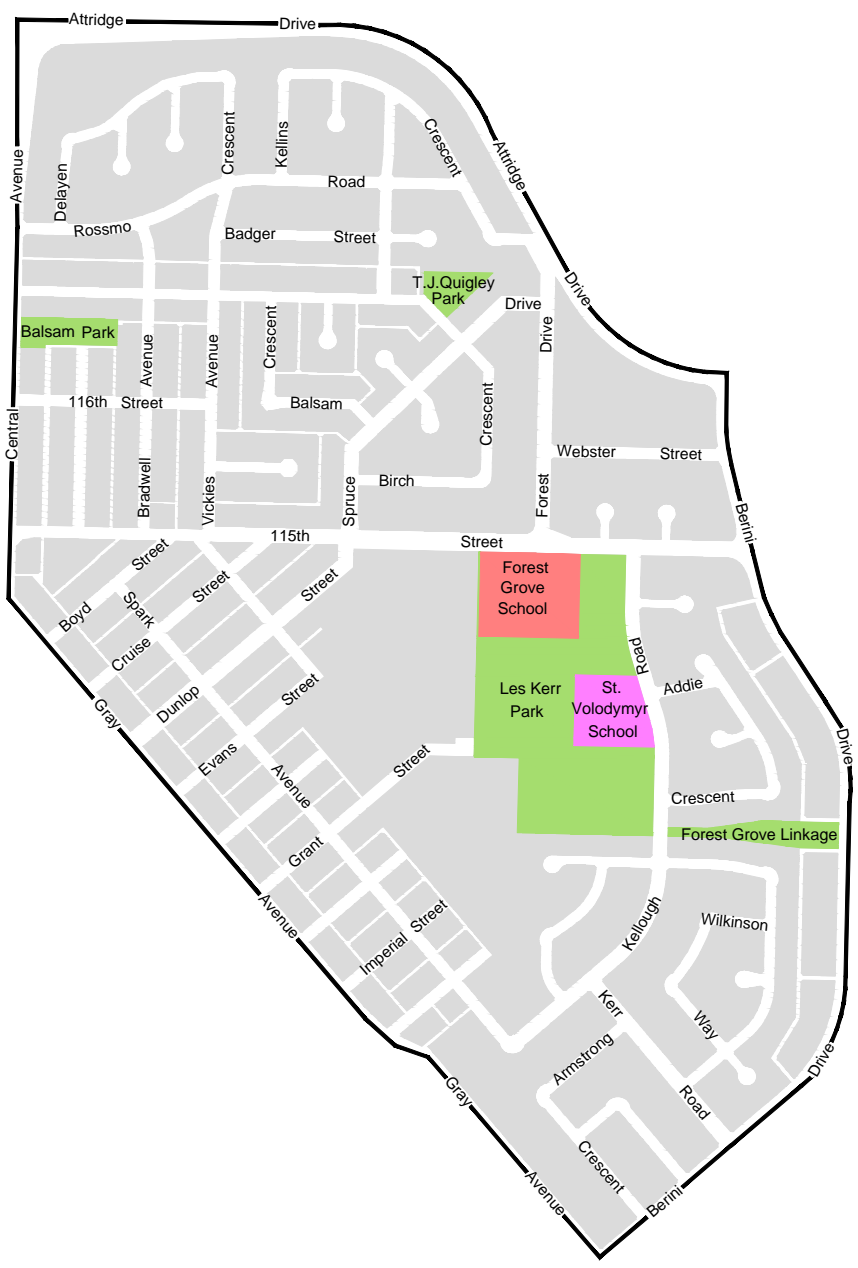 Attridge Drive
Avenue
Delayen
Crescent
Kellins
Crescent
Attridge
Drive
Rossmo
Road
Badger Street
T.J.Quigley
Park
Drive
Drive
Balsam Park
Avenue
Avenue
Crescent
Crescent
116th Street
Balsam
Central
Bradwell
Vickies
Spruce
Birch
Forest
Webster Street
Berini
115th Street
Boyd Street
Spark
Cruise Street
Street
Dunlop
Street
Evans
Avenue
Street
Grant
Imperial Street
Gray
Avenue
Forest
Grove
School
Les Kerr
Park
St.
Volodymyr
School
Road
Addie
Crescent
Drive
Forest Grove Linkage
Kellough
Wilkinson
Way
Kerr
Road
Armstrong
Crescent
Drive
Berini
Gray
Avenue